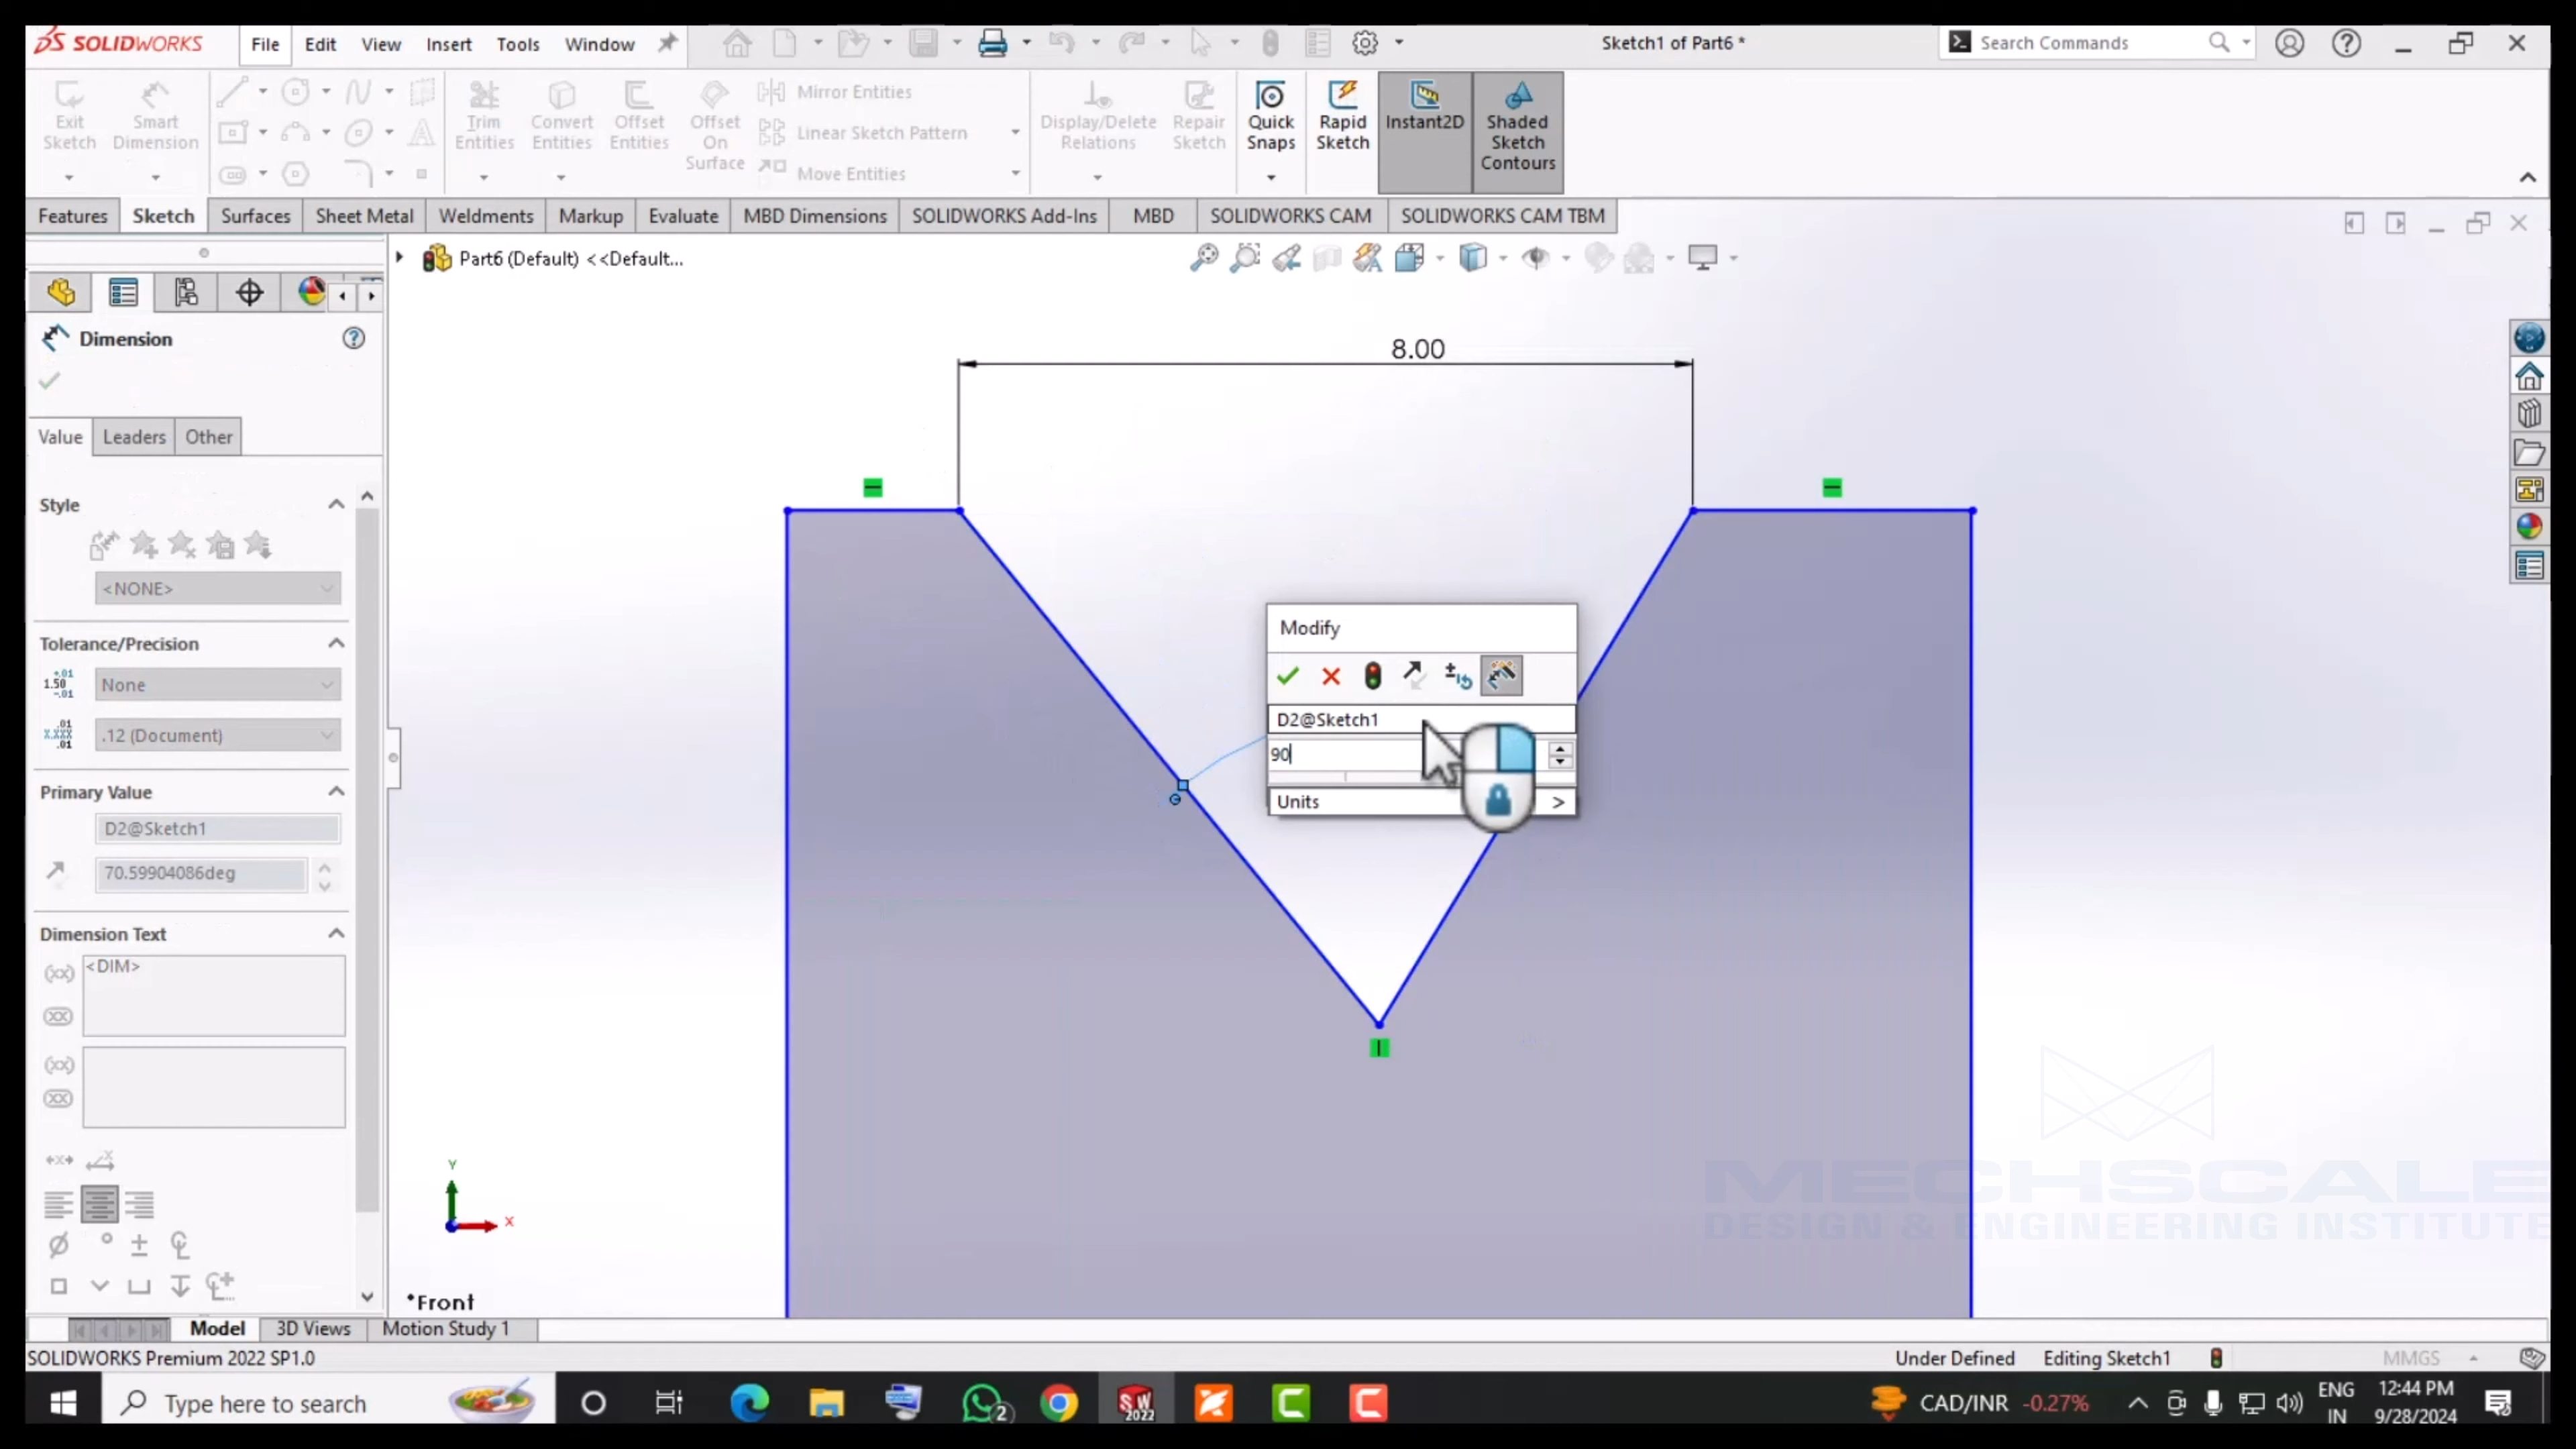 SOLIDWORKS File Edit View Insert Tools Window Sketch1 of Part6 * Search Commands
Exit Sketch
Smart Dimension
Trim Entities
Convert Entities
Offset Entities
Offset On Surface
Mirror Entities
Linear Sketch Pattern
Move Entities
Display/Delete Relations
Repair Sketch
Quick Snaps
Rapid Sketch
Instant2D
Shaded Sketch Contours
Features Sketch Surfaces Sheet Metal Weldments Markup Evaluate MBD Dimensions SOLIDWORKS Add-Ins MBD SOLIDWORKS CAM SOLIDWORKS CAM TBM
Part6 (Default) <<Default...
Dimension
Value Leaders Other
Style
<NONE>
Tolerance/Precision
None
.12 (Document)
Primary Value
D2@Sketch1
70.59904086deg
Dimension Text
<DIM>
8.00
Modify
D2@Sketch1
90
Units
Y
X
*Front
MECHSCALE
DESIGN & ENGINEERING INSTITUTE
Model 3D Views Motion Study 1
SOLIDWORKS Premium 2022 SP1.0 Under Defined Editing Sketch1 MMGS
Type here to search
2
SW 2022
CAD/INR -0.27%
ENG IN
12:44 PM
9/28/2024